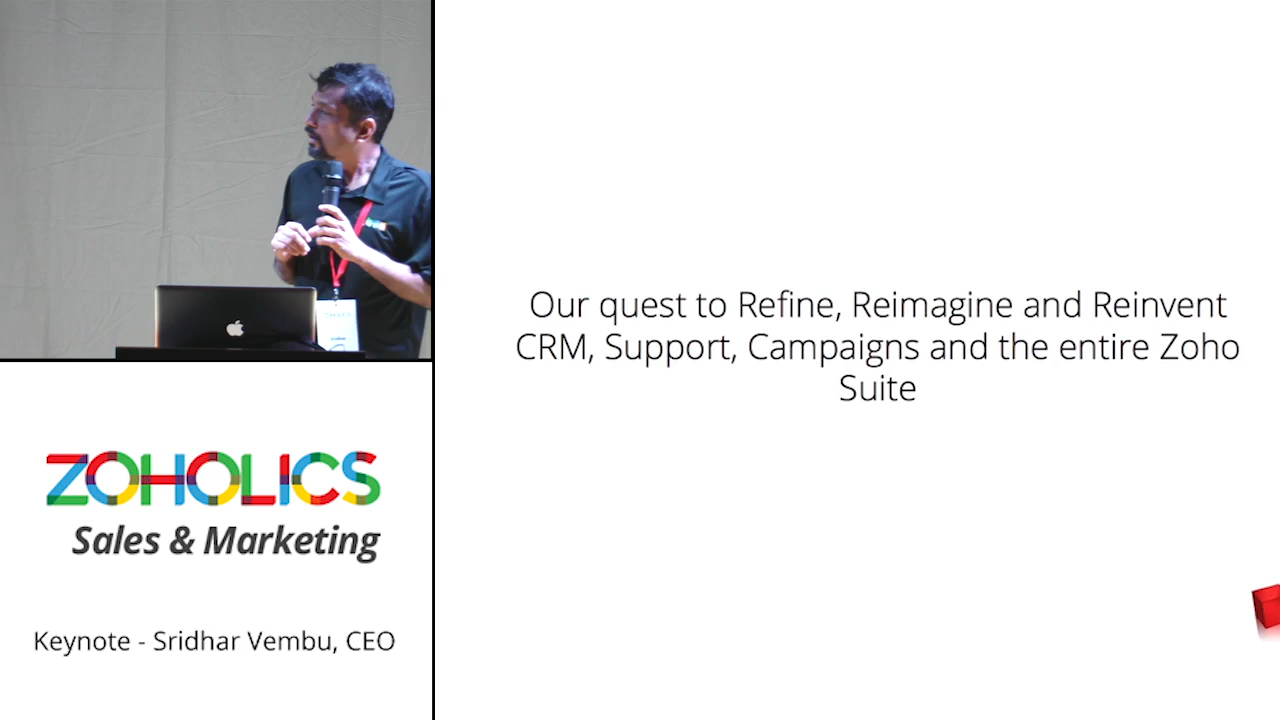 ZOHOLICS
Sales & Marketing
Keynote - Sridhar Vembu, CEO
Our quest to Refine, Reimagine and Reinvent
CRM, Support, Campaigns and the entire Zoho
Suite